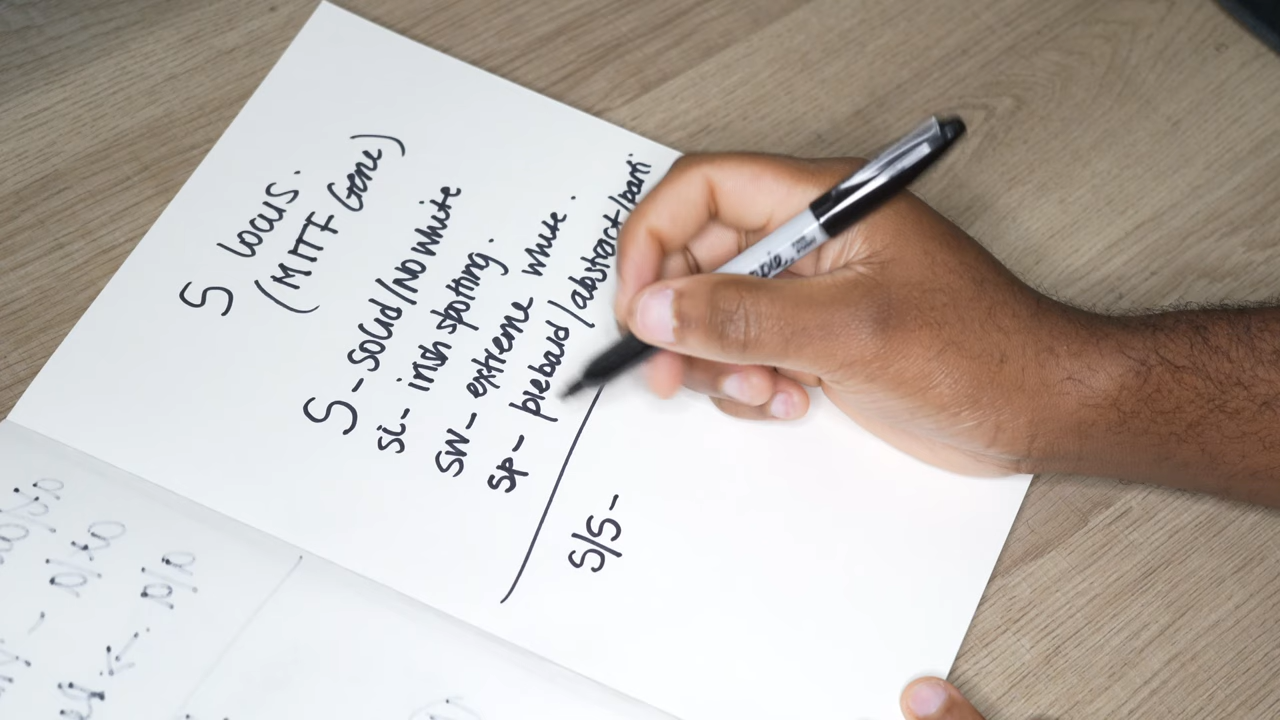 S locus.
(MITF Gene)
S - Solid/No white
si - irish spotting.
sw - extreme white.
sp - piebald/abstract/parti
S/S -